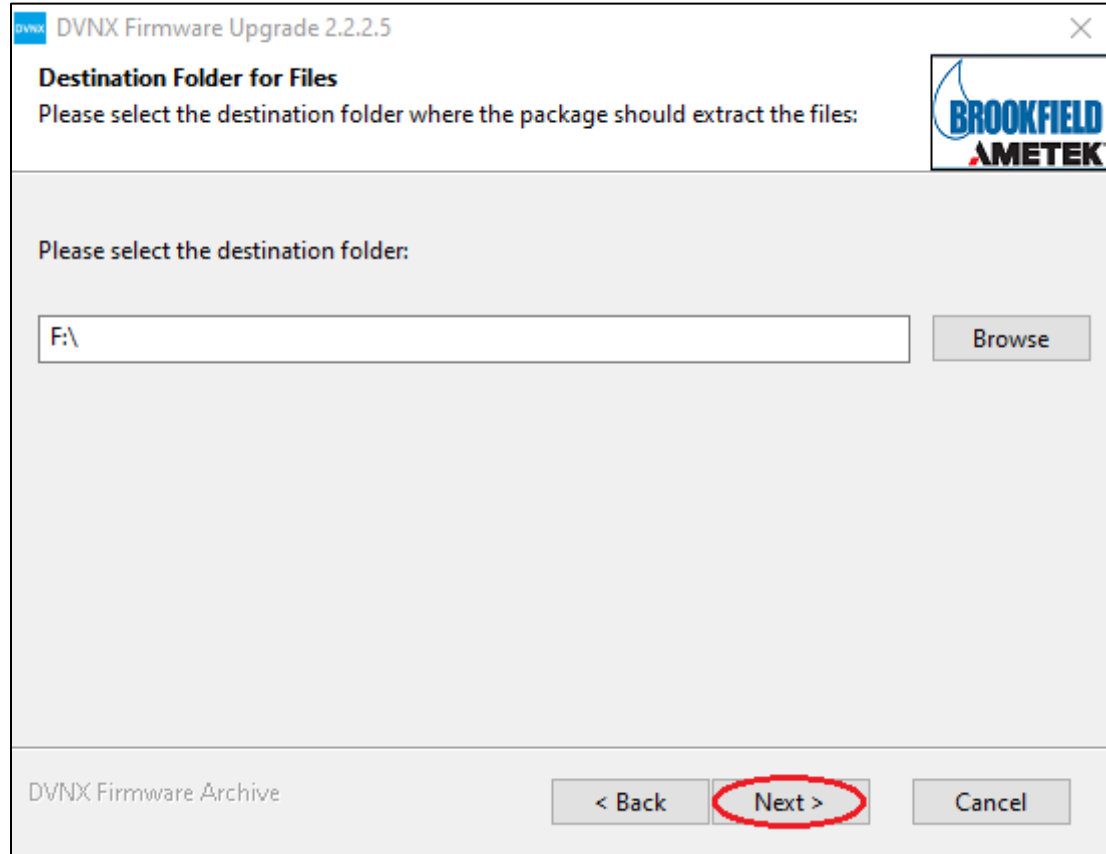 DVNX DVNX Firmware Upgrade 2.2.2.5
Destination Folder for Files
Please select the destination folder where the package should extract the files:
BROOKFIELD
AMETEK
Please select the destination folder:
F:\
Browse
DVNX Firmware Archive
< Back
Next >
Cancel